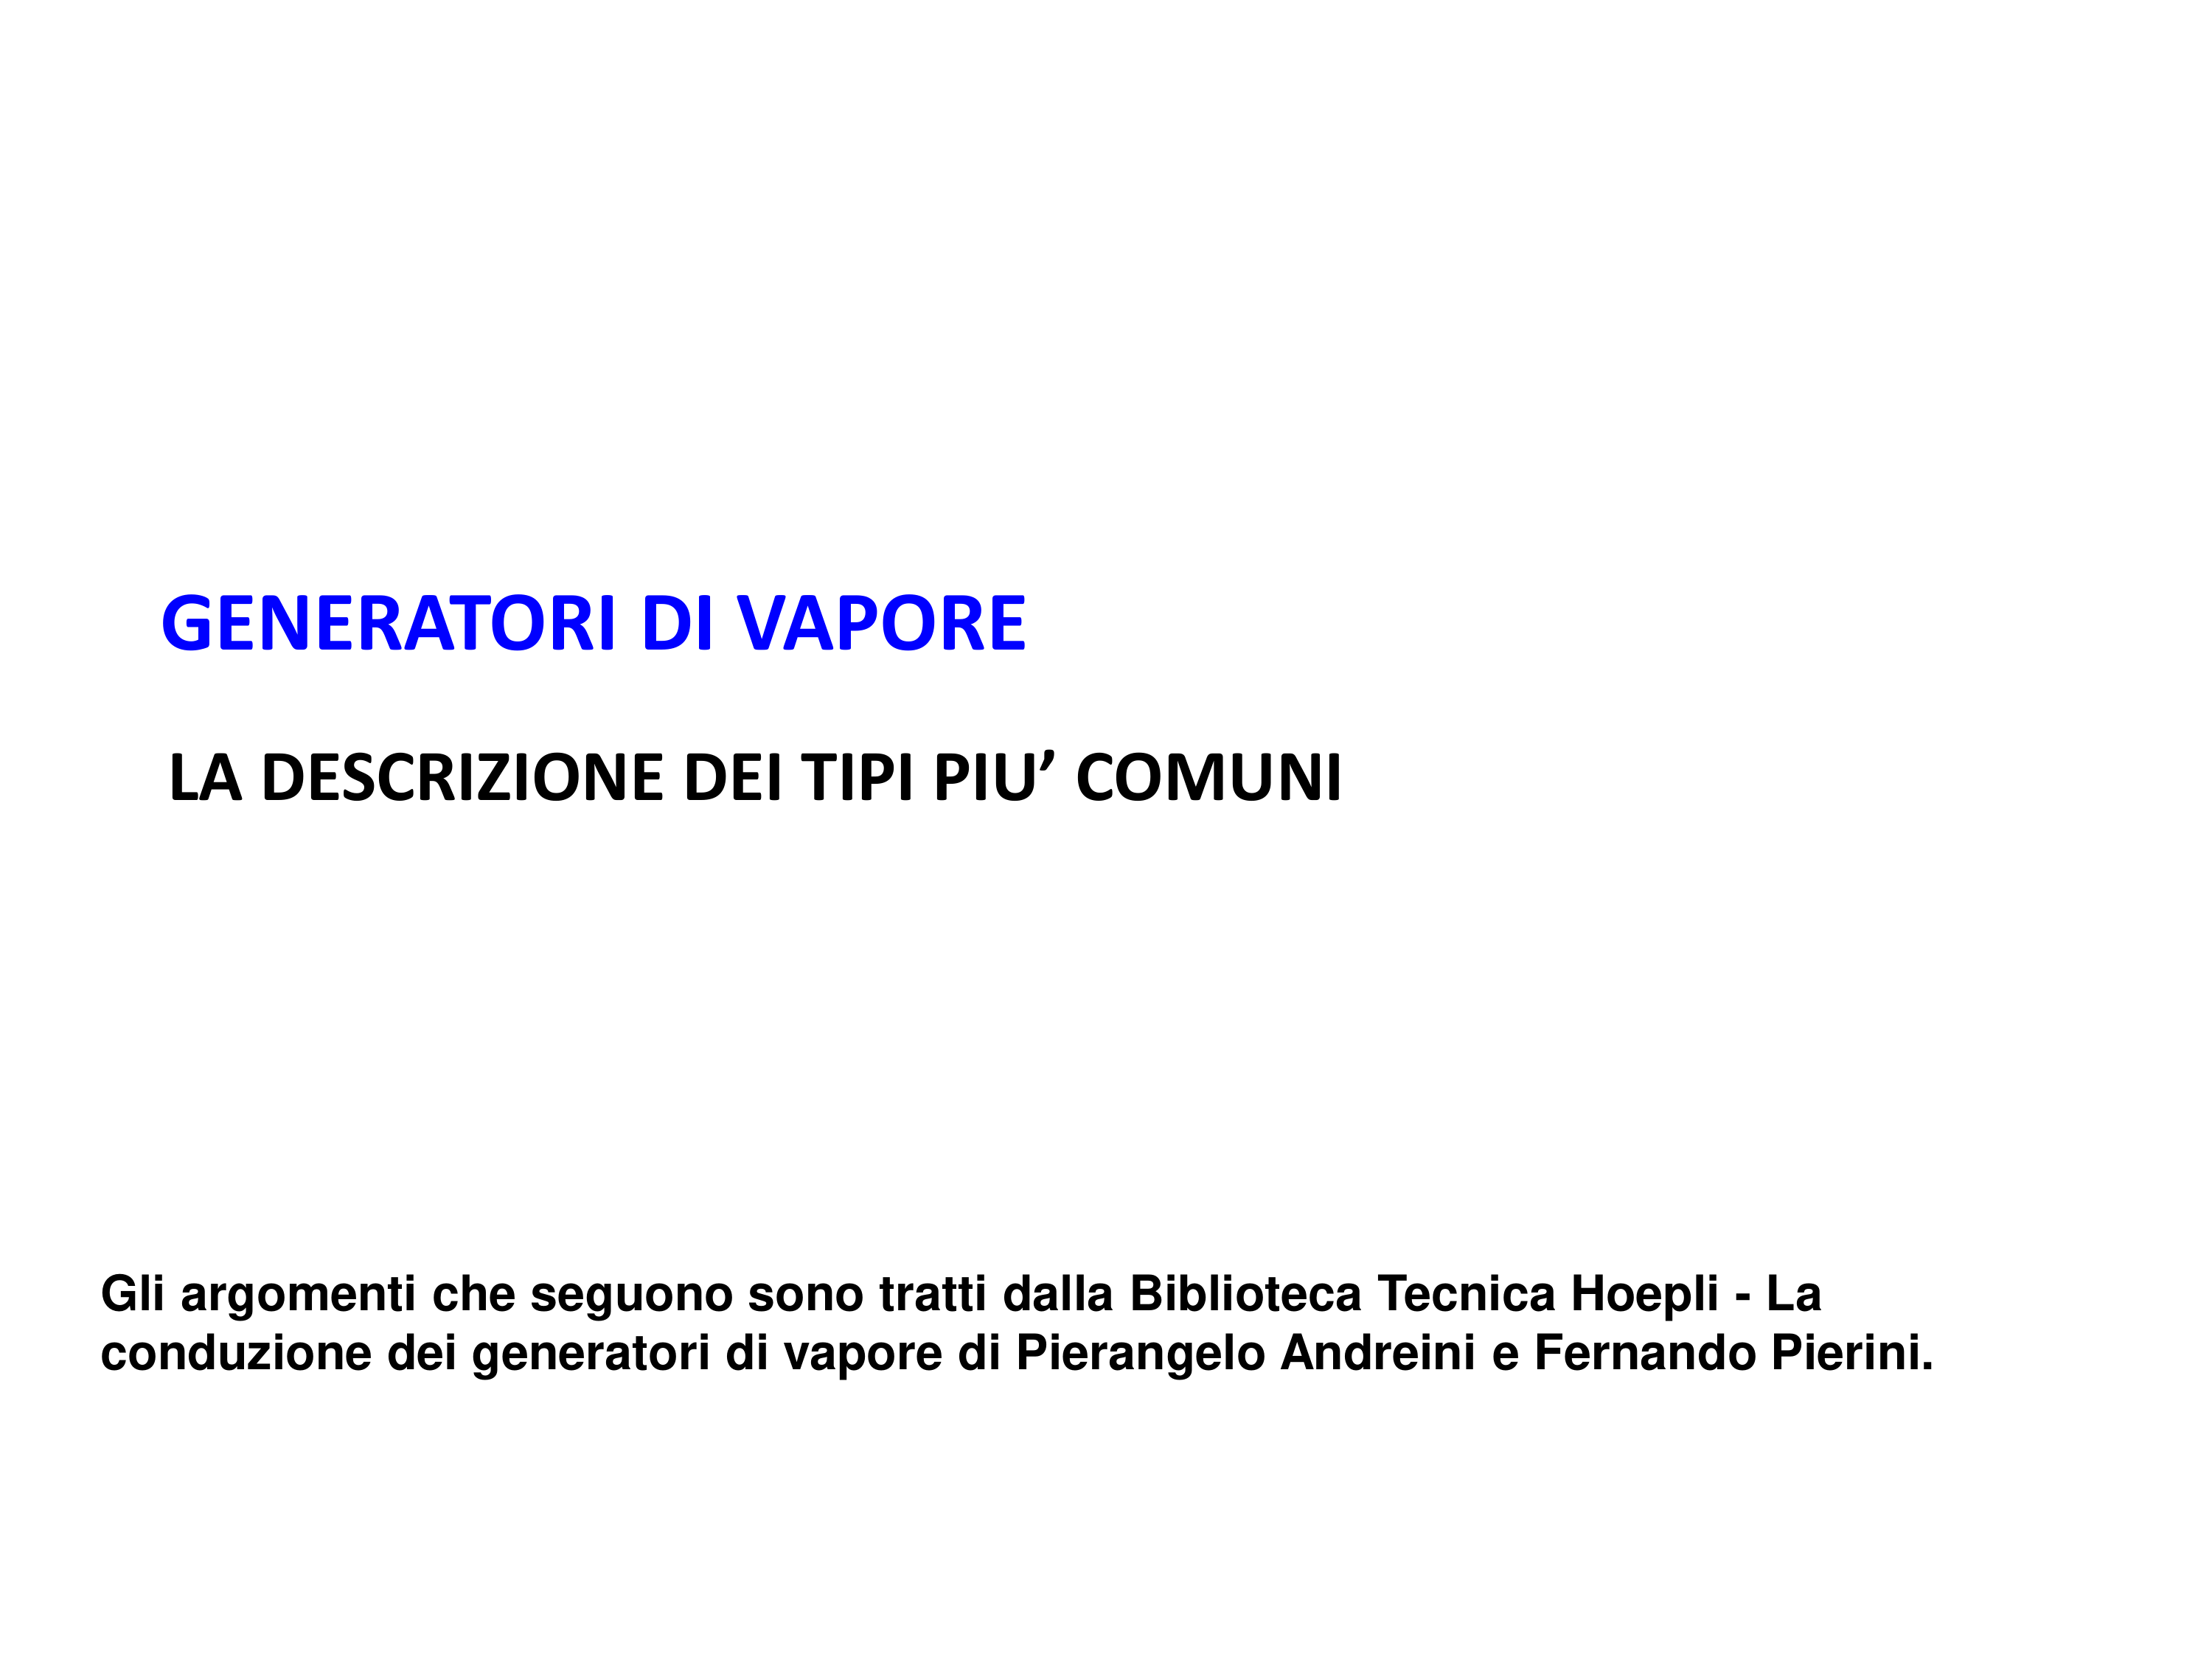 GENERATORI DI VAPORE
LA DESCRIZIONE DEI TIPI PIU’ COMUNI
Gli argomenti che seguono sono tratti dalla Biblioteca Tecnica Hoepli - La
conduzione dei generatori di vapore di Pierangelo Andreini e Fernando Pierini.